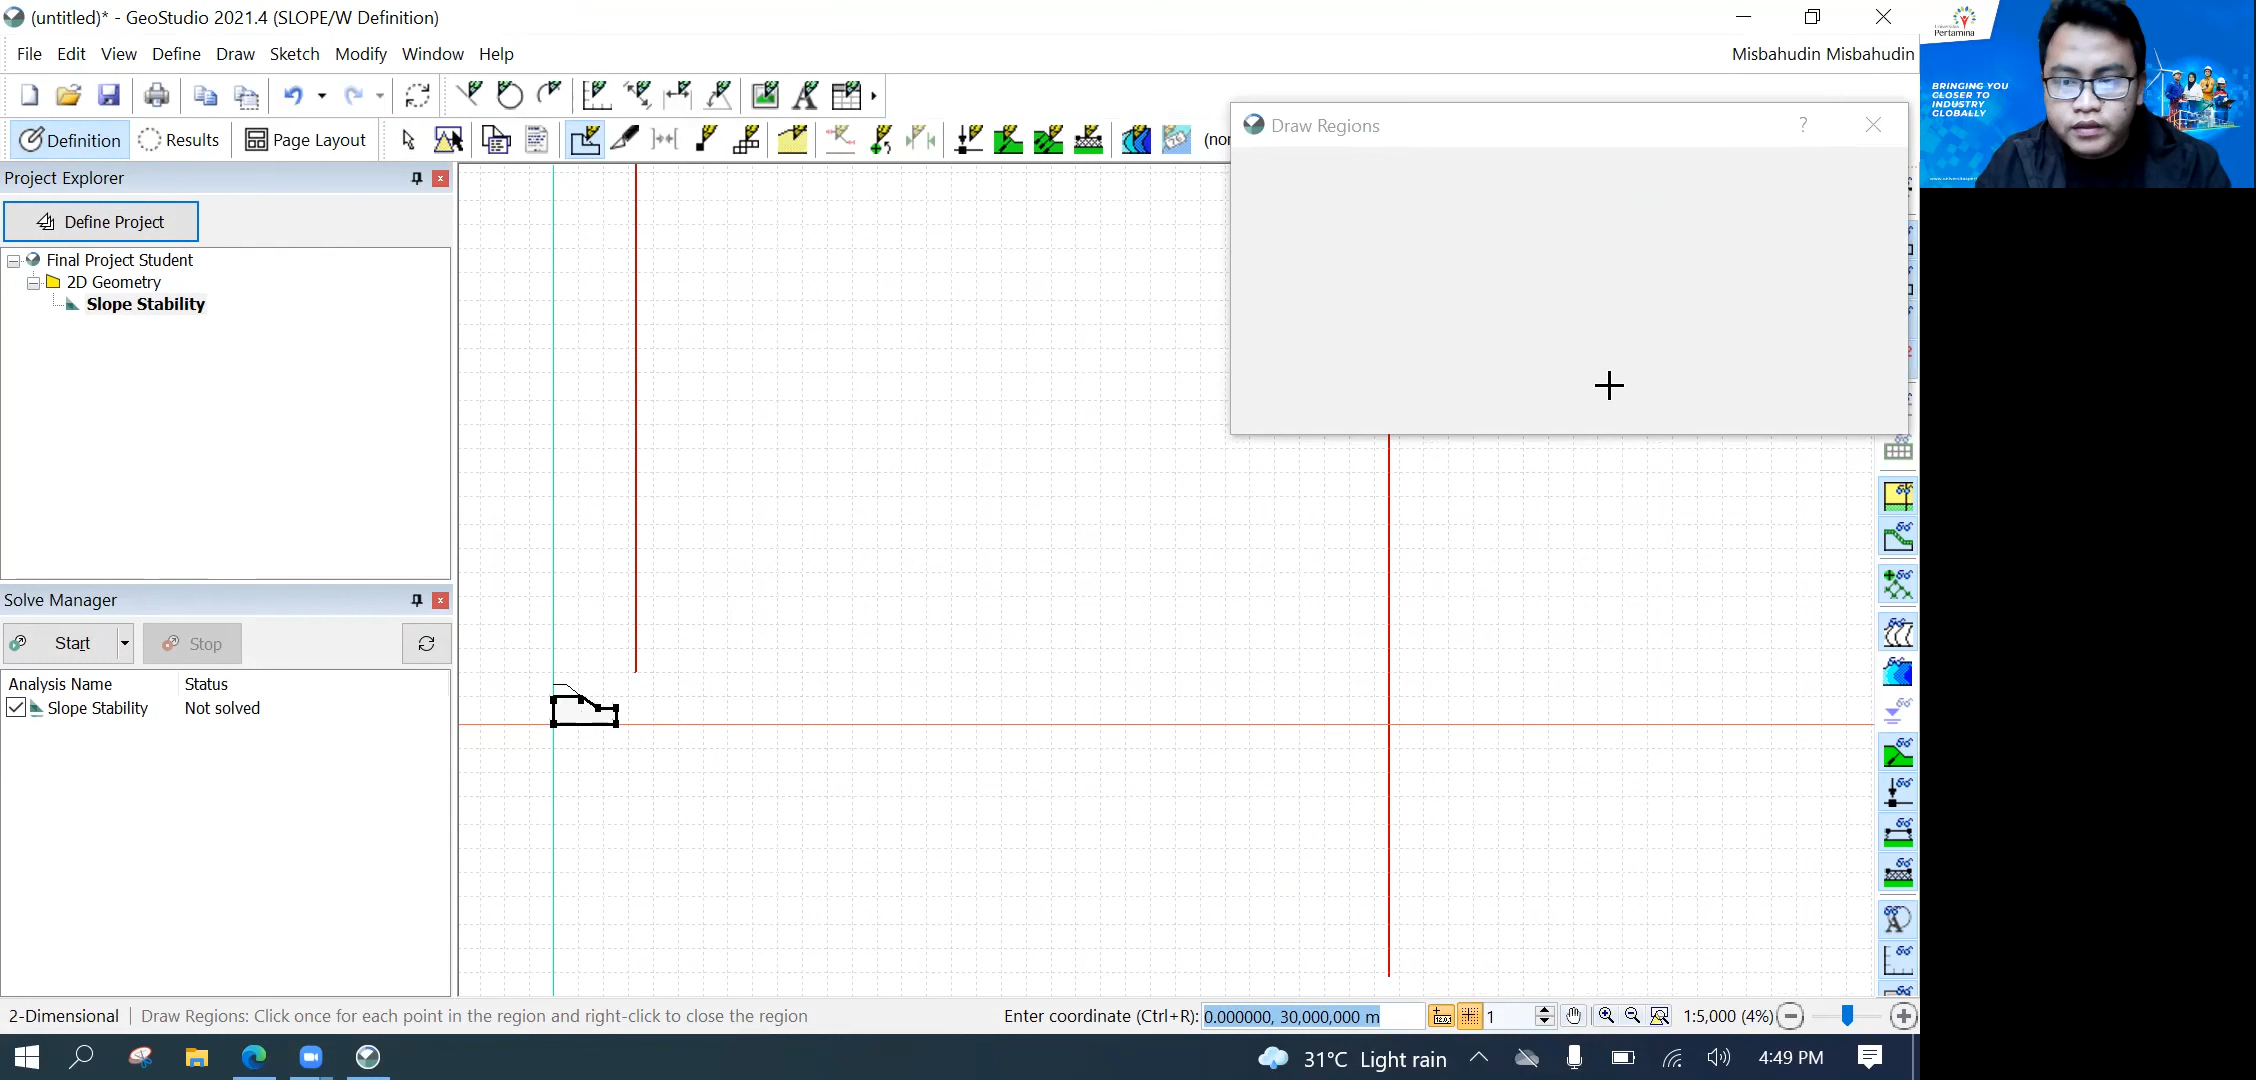 (untitled)* - GeoStudio 2021.4 (SLOPE/W Definition)
File Edit View Define Draw Sketch Modify Window Help
Misbahudin Misbahudin
Definition Results Page Layout
(nor
Draw Regions
?
Project Explorer
Define Project
Final Project Student
2D Geometry
Slope Stability
Solve Manager
Start Stop
Analysis Name Status
Slope Stability Not solved
2-Dimensional Draw Regions: Click once for each point in the region and right-click to close the region Enter coordinate (Ctrl+R): 0.000000, 30,000,000 m 1 1:5,000 (4%)
31°C Light rain 4:49 PM
Universitas
Pertamina
BRINGING YOU
CLOSER TO
INDUSTRY
GLOBALLY